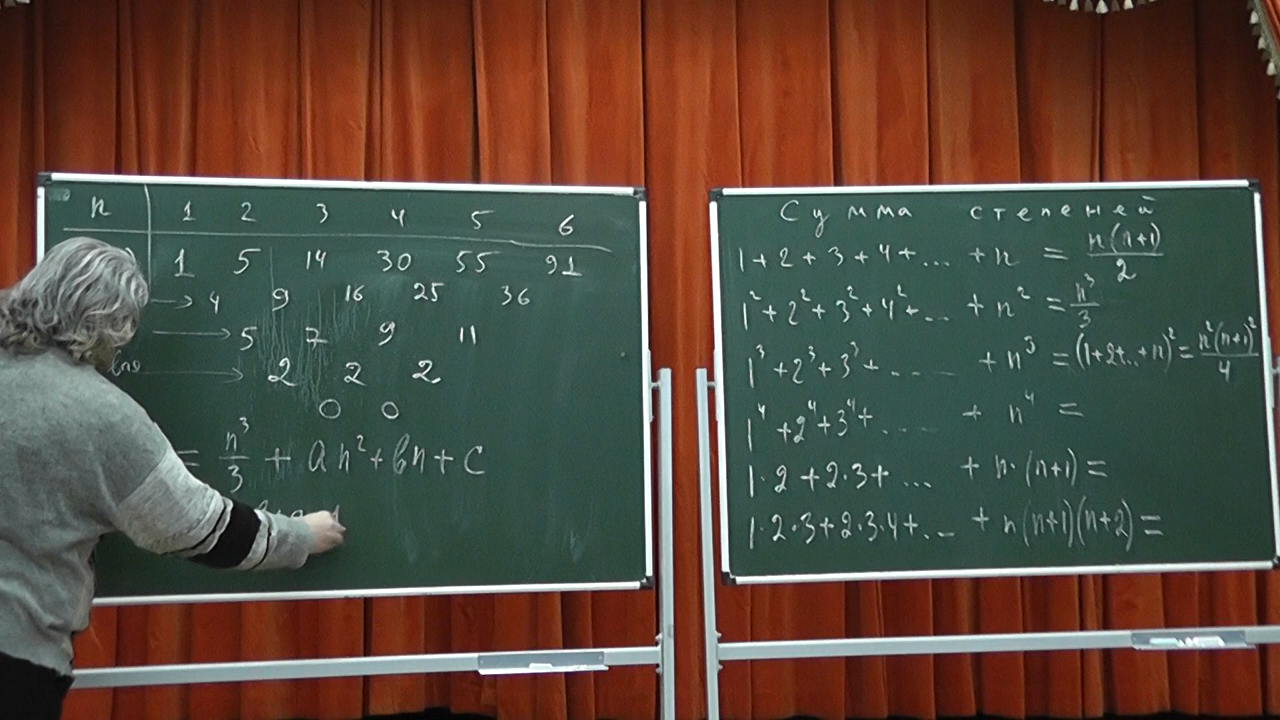 n 1 2 3 4 5 6
1 5 14 30 55 91
→ 4 9 16 25 36
→ 5 7 9 11
→ 2 2 2
0 0
= n³/3 + an² + bn + c
Сумма степеней
1 + 2 + 3 + 4 + ... + n = n(n+1)/2
1² + 2² + 3² + 4² + ... + n² = n³/3
1³ + 2³ + 3³ + .... + n³ = (1+2+...+n)² = n²(n+1)²/4
1⁴ + 2⁴ + 3⁴ + .... + n⁴ =
1·2 + 2·3 + ... + n·(n+1) =
1·2·3 + 2·3·4 + ... + n(n+1)(n+2) =